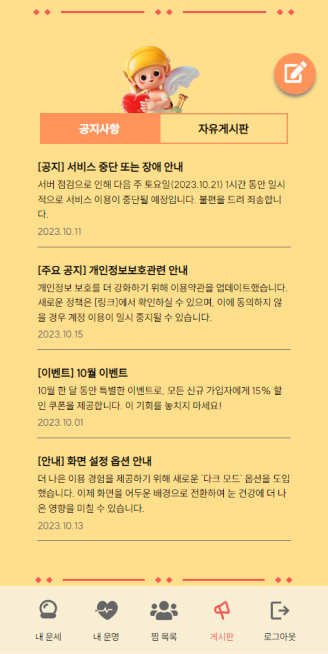 공지사항 자유게시판
[공지] 서비스 중단 또는 장애 안내
서버 점검으로 인해 다음 주 토요일(2023.10.21) 1시간 동안 일시
적으로 서비스 이용이 중단될 예정입니다. 불편을 드려 죄송합니
다.
2023.10.11
[주요 공지] 개인정보보호관련 안내
개인정보 보호를 더 강화하기 위해 이용약관을 업데이트했습니다.
새로운 정책은 [링크]에서 확인하실 수 있으며, 이에 동의하지 않
을 경우 계정 이용이 일시 중지될 수 있습니다.
2023.10.15
[이벤트] 10월 이벤트
10월 한 달 동안 특별한 이벤트로, 모든 신규 가입자에게 15% 할
인 쿠폰을 제공합니다. 이 기회를 놓치지 마세요!
2023.10.01
[안내] 화면 설정 옵션 안내
더 나은 이용 경험을 제공하기 위해 새로운 '다크 모드' 옵션을 도입
했습니다. 이제 화면을 어두운 배경으로 전환하여 눈 건강에 더 나
은 영향을 미칠 수 있습니다.
2023.10.13
내 운세 내 운명 찜 목록 게시판 로그아웃